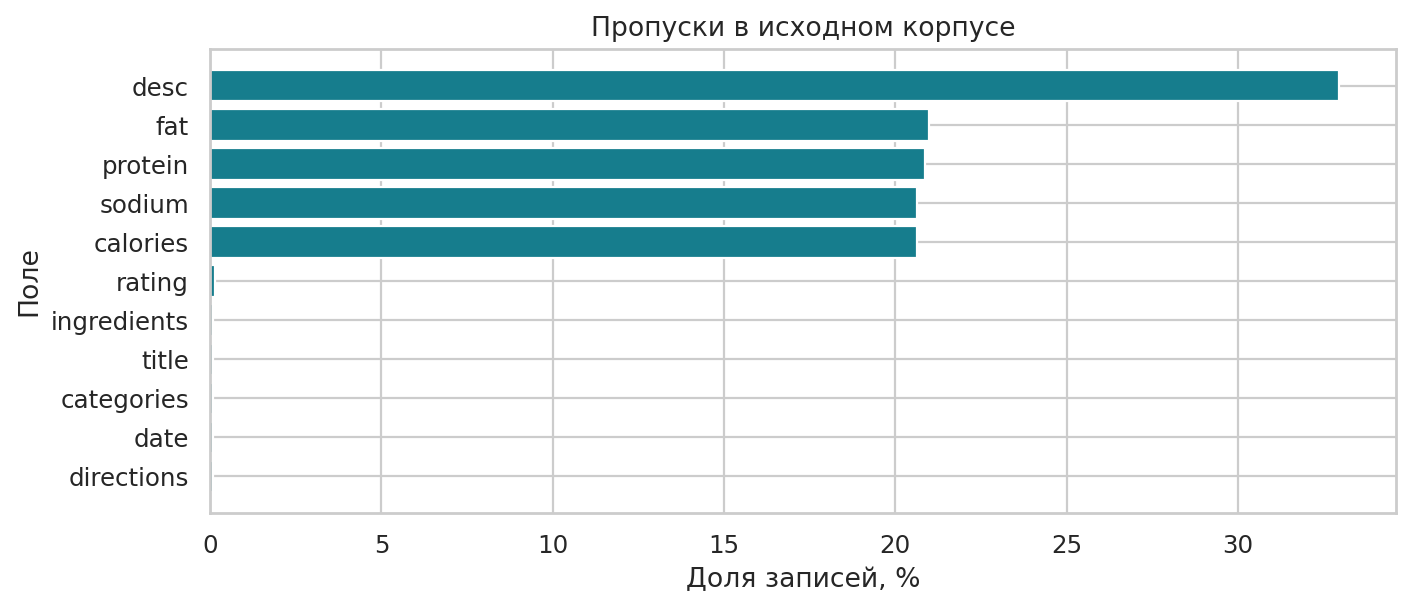 Пропуски в исходном корпусе
Поле
desc
fat
protein
sodium
calories
rating
ingredients
title
categories
date
directions
0 5 10 15 20 25 30
Доля записей, %